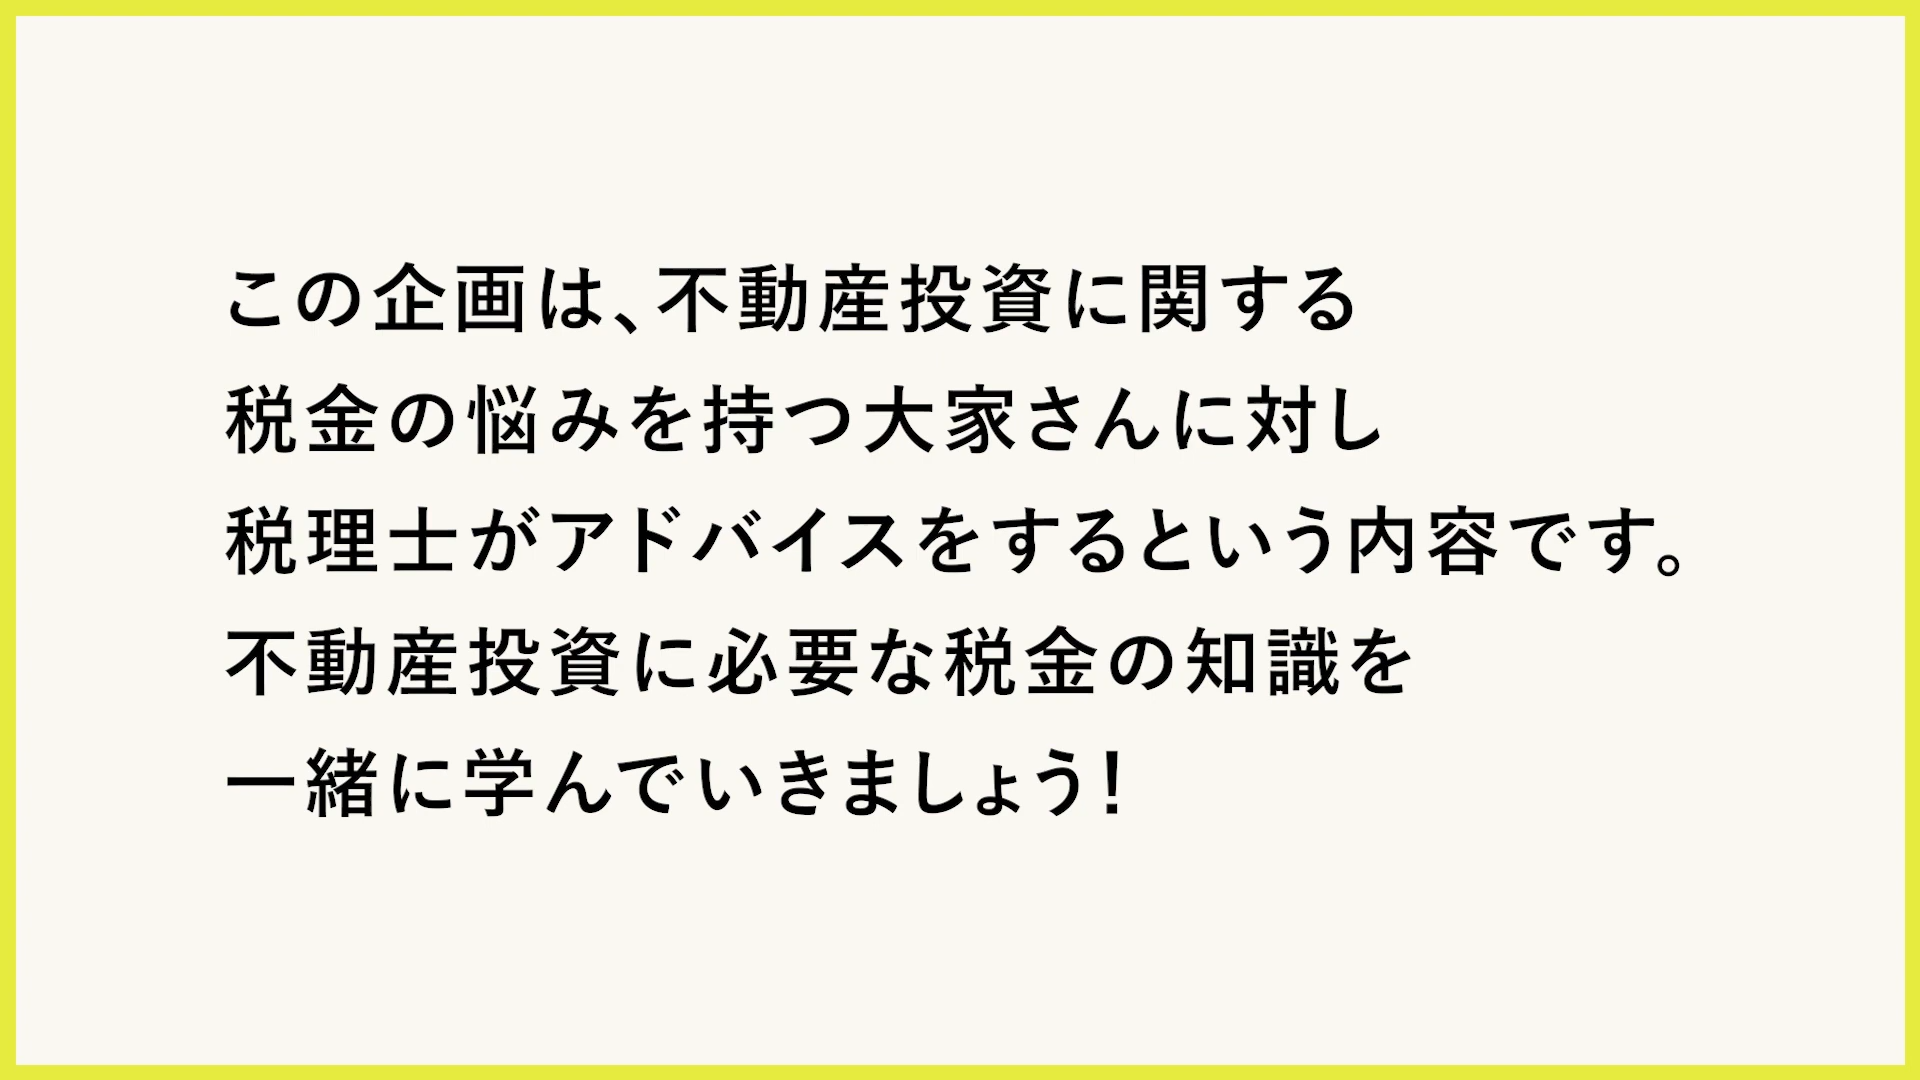 この企画は、不動産投資に関する
税金の悩みを持つ大家さんに対し
税理士がアドバイスをするという内容です。
不動産投資に必要な税金の知識を
一緒に学んでいきましょう！